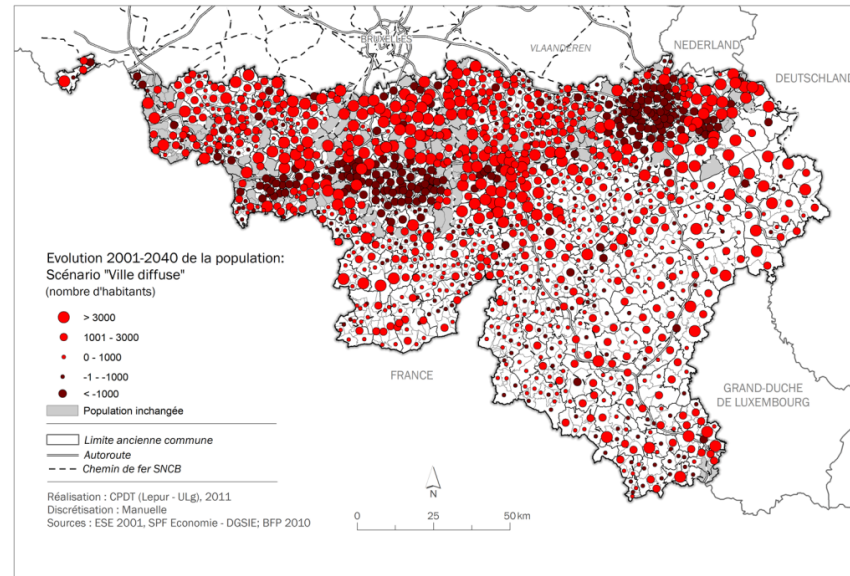 BRUXELLES
VLAANDEREN
NEDERLAND
DEUTSCHLAND
Evolution 2001-2040 de la population:
Scénario "Ville diffuse"
(nombre d'habitants)
> 3000
1001 - 3000
0 - 1000
-1 - -1000
< -1000
Population inchangée
FRANCE
GRAND-DUCHE
DE LUXEMBOURG
Limite ancienne commune
Autoroute
Chemin de fer SNCB
Réalisation : CPDT (Lepur - ULg), 2011
Discrétisation : Manuelle
Sources : ESE 2001, SPF Economie - DGSIE; BFP 2010
N
0 25 50 km